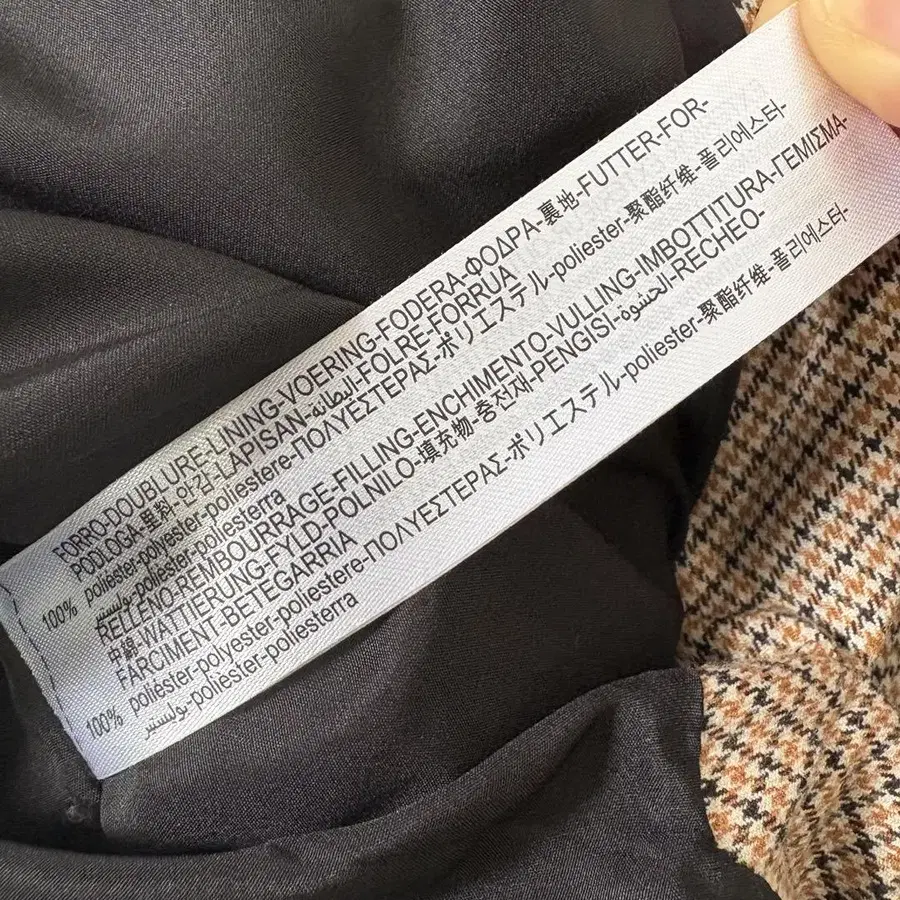 FORRO-DOUBLURE-LINING-VOERING-FODERA-ΦΟΔΡΑ-裏地-FUTTER-FOR-
PODLOGA-里料-안감-LAPISAN-البطانة-FOLRE-FORRUA
100% poliéster-polyester-poliestere-ΠΟΛΥΕΣΤΕΡΑΣ-ポリエステル-poliester-聚酯纤维-폴리에스터-
بوليستير-poliéster-poliesterra
RELLENO-REMBOURRAGE-FILLING-ENCHIMENTO-VULLING-IMBOTTITURA-ΓΕΜΙΣΜΑ-
中綿-WATTIERUNG-FYLD-POLNILO-填充物-충전재-PENGISI-الحشوة-RECHEO-
FARCIMENT-BETEGARRIA
100% poliéster-polyester-poliestere-ΠΟΛΥΕΣΤΕΡΑΣ-ポリエステル-poliester-聚酯纤维-폴리에스터-
بوليستير-poliéster-poliesterra